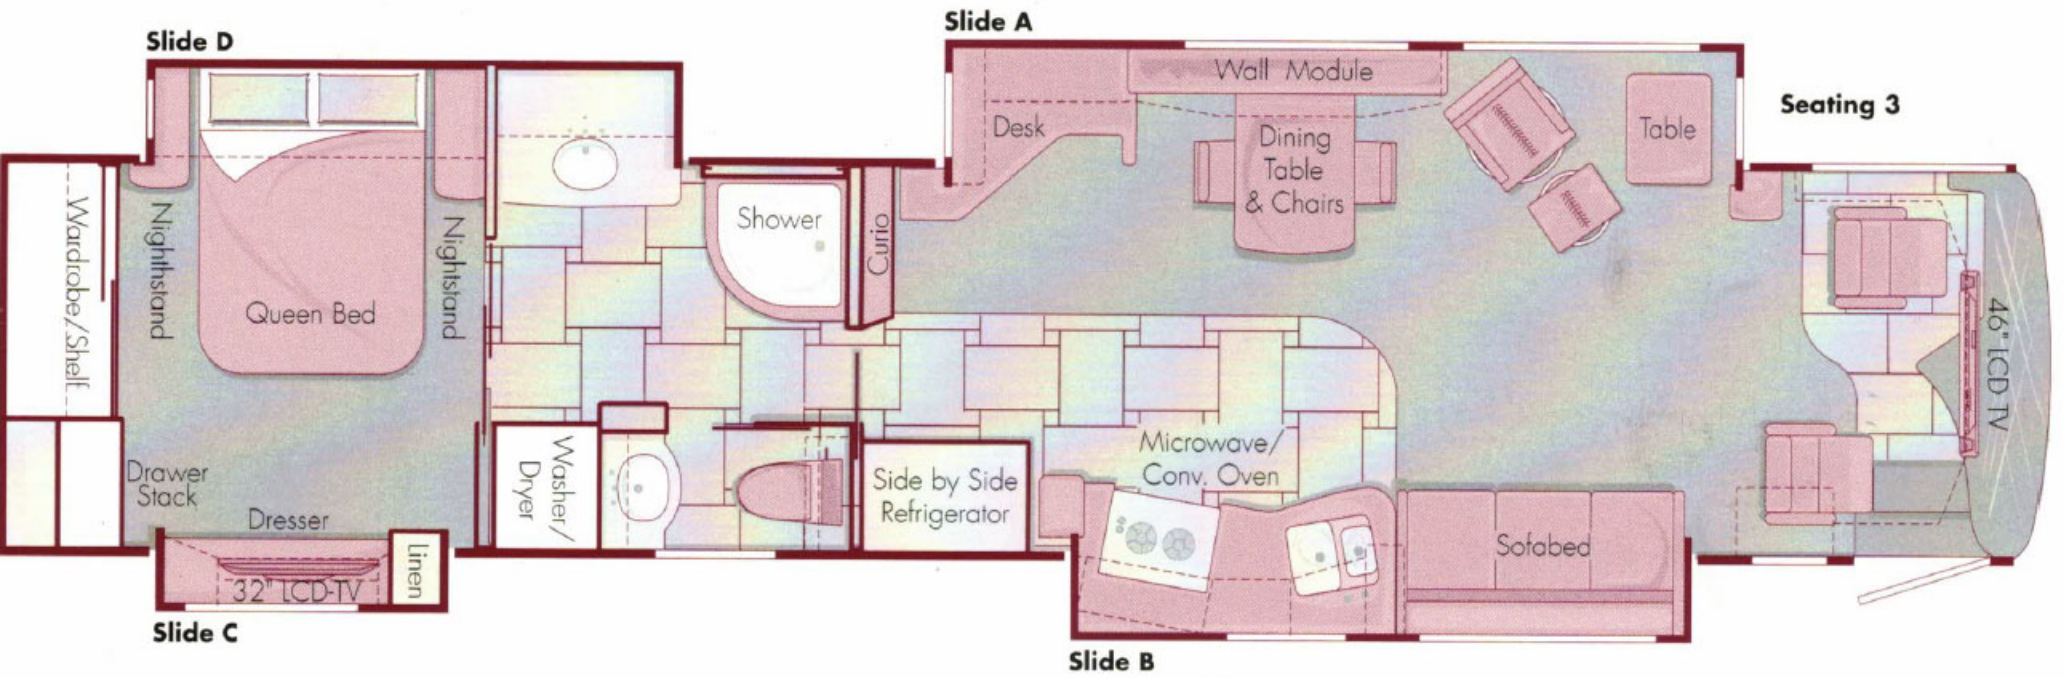 Slide A
Slide D
Wall Module
Seating 3
Desk
Dining
Table
& Chairs
Table
Shower
Curio
Wardrobe/Shelf
Nighthstand
Nightstand
Queen Bed
46" LCD TV
Microwave/
Conv. Oven
Drawer
Stack
Washer/
Dryer
Side by Side
Refrigerator
Dresser
Sofabed
Linen
32" LCD-TV
Slide C
Slide B